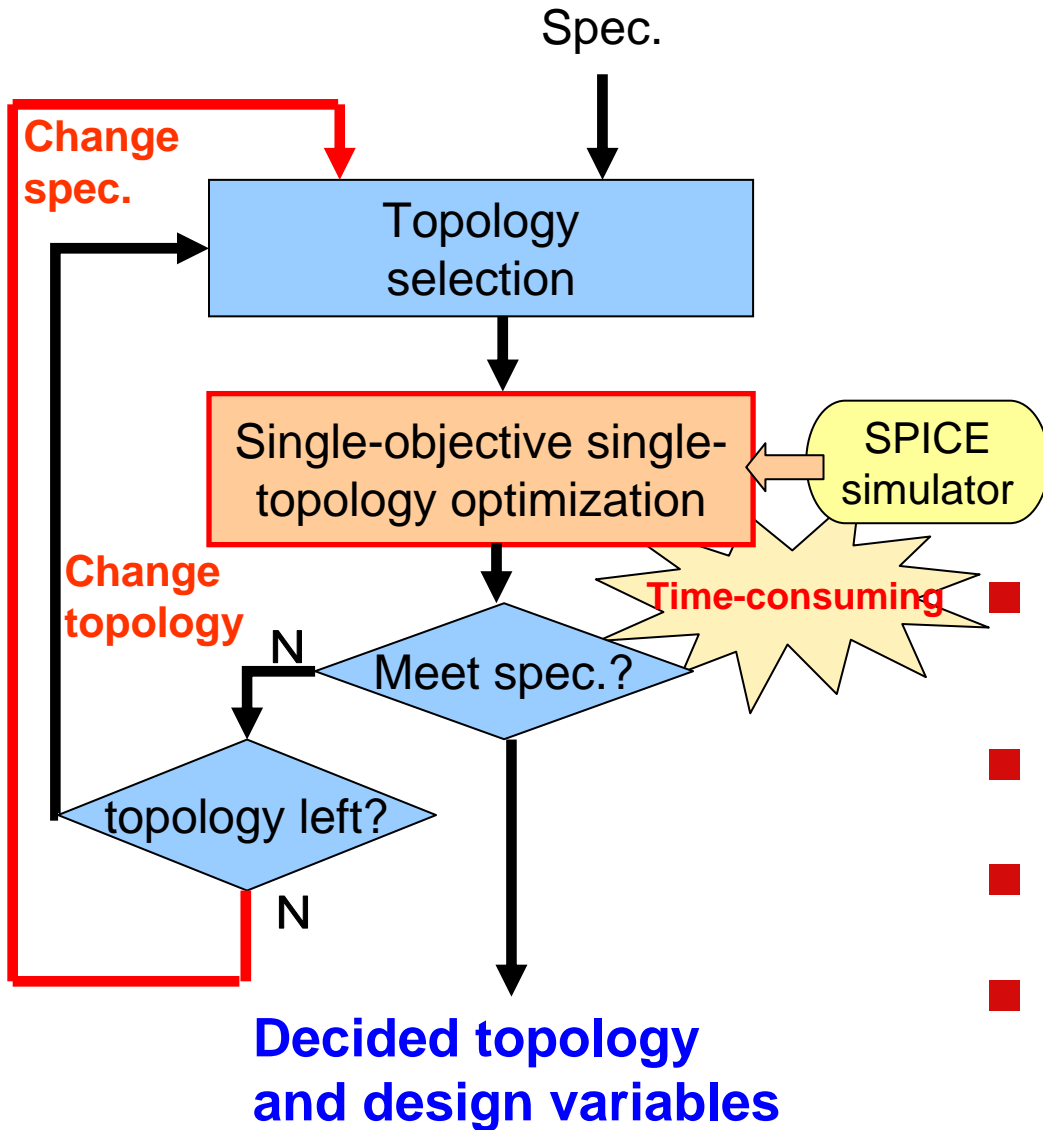 Spec.
Change
spec.
Topology
selection
Single-objective single-
topology optimization
SPICE
simulator
Time-consuming
Change
topology
N
Meet spec.?
topology left?
N
Decided topology
and design variables